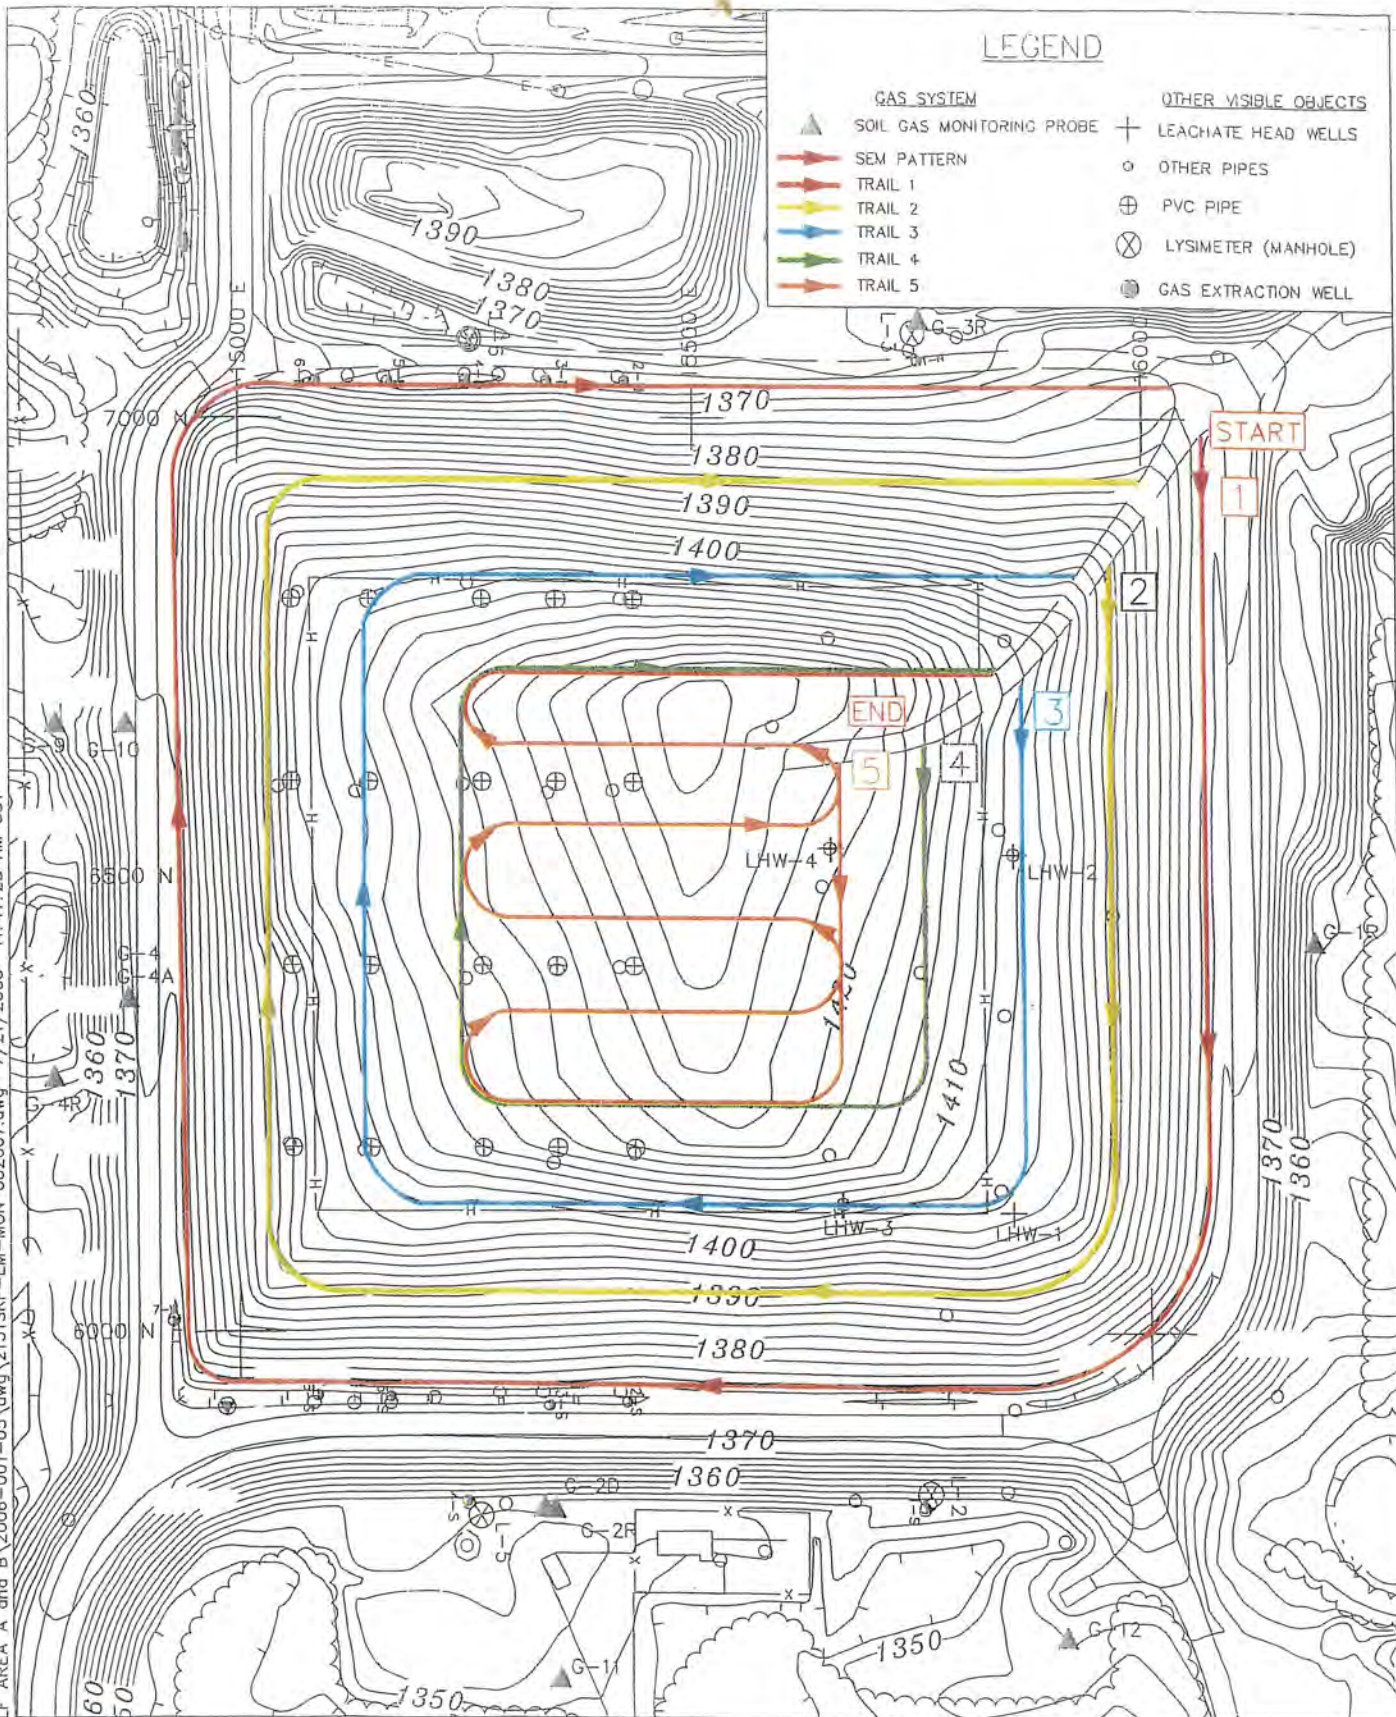 LEGEND
GAS SYSTEM
SOIL GAS MONITORING PROBE
SEM PATTERN
TRAIL 1
TRAIL 2
TRAIL 3
TRAIL 4
TRAIL 5
OTHER VISIBLE OBJECTS
LEACHATE HEAD WELLS
OTHER PIPES
PVC PIPE
LYSIMETER (MANHOLE)
GAS EXTRACTION WELL
1360
1390
1380
1370
G-3R
7000 N
1370
START
1380
1
1390
1400
2
3
END
5
4
G-10
LHW-4
LHW-2
6500 N
G-1R
G-4
G-4A
1420
1360
1370
G-4R
1410
1370
1360
LHW-3
LHW-1
1400
1390
6000 N
1380
1370
1360
G-2D
L-2
L-5
G-2R
G-12
1350
G-11
1350